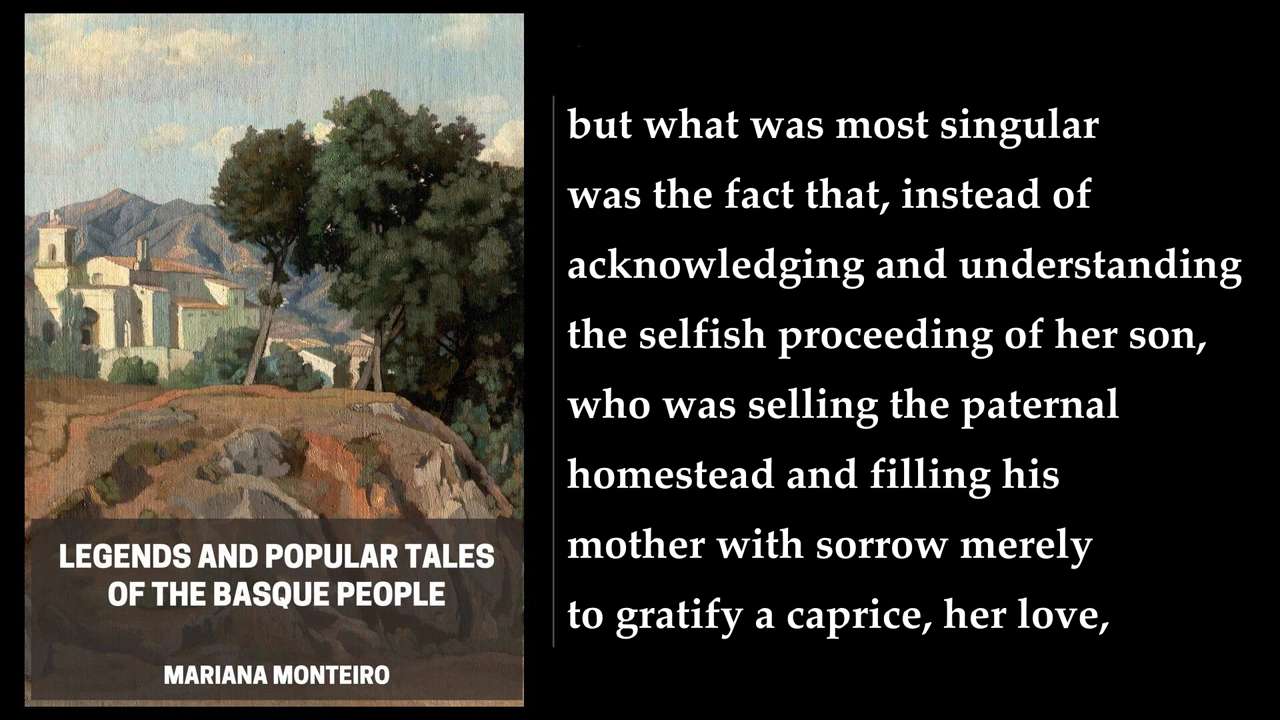 LEGENDS AND POPULAR TALES
OF THE BASQUE PEOPLE
MARIANA MONTEIRO
but what was most singular
was the fact that, instead of
acknowledging and understanding
the selfish proceeding of her son,
who was selling the paternal
homestead and filling his
mother with sorrow merely
to gratify a caprice, her love,